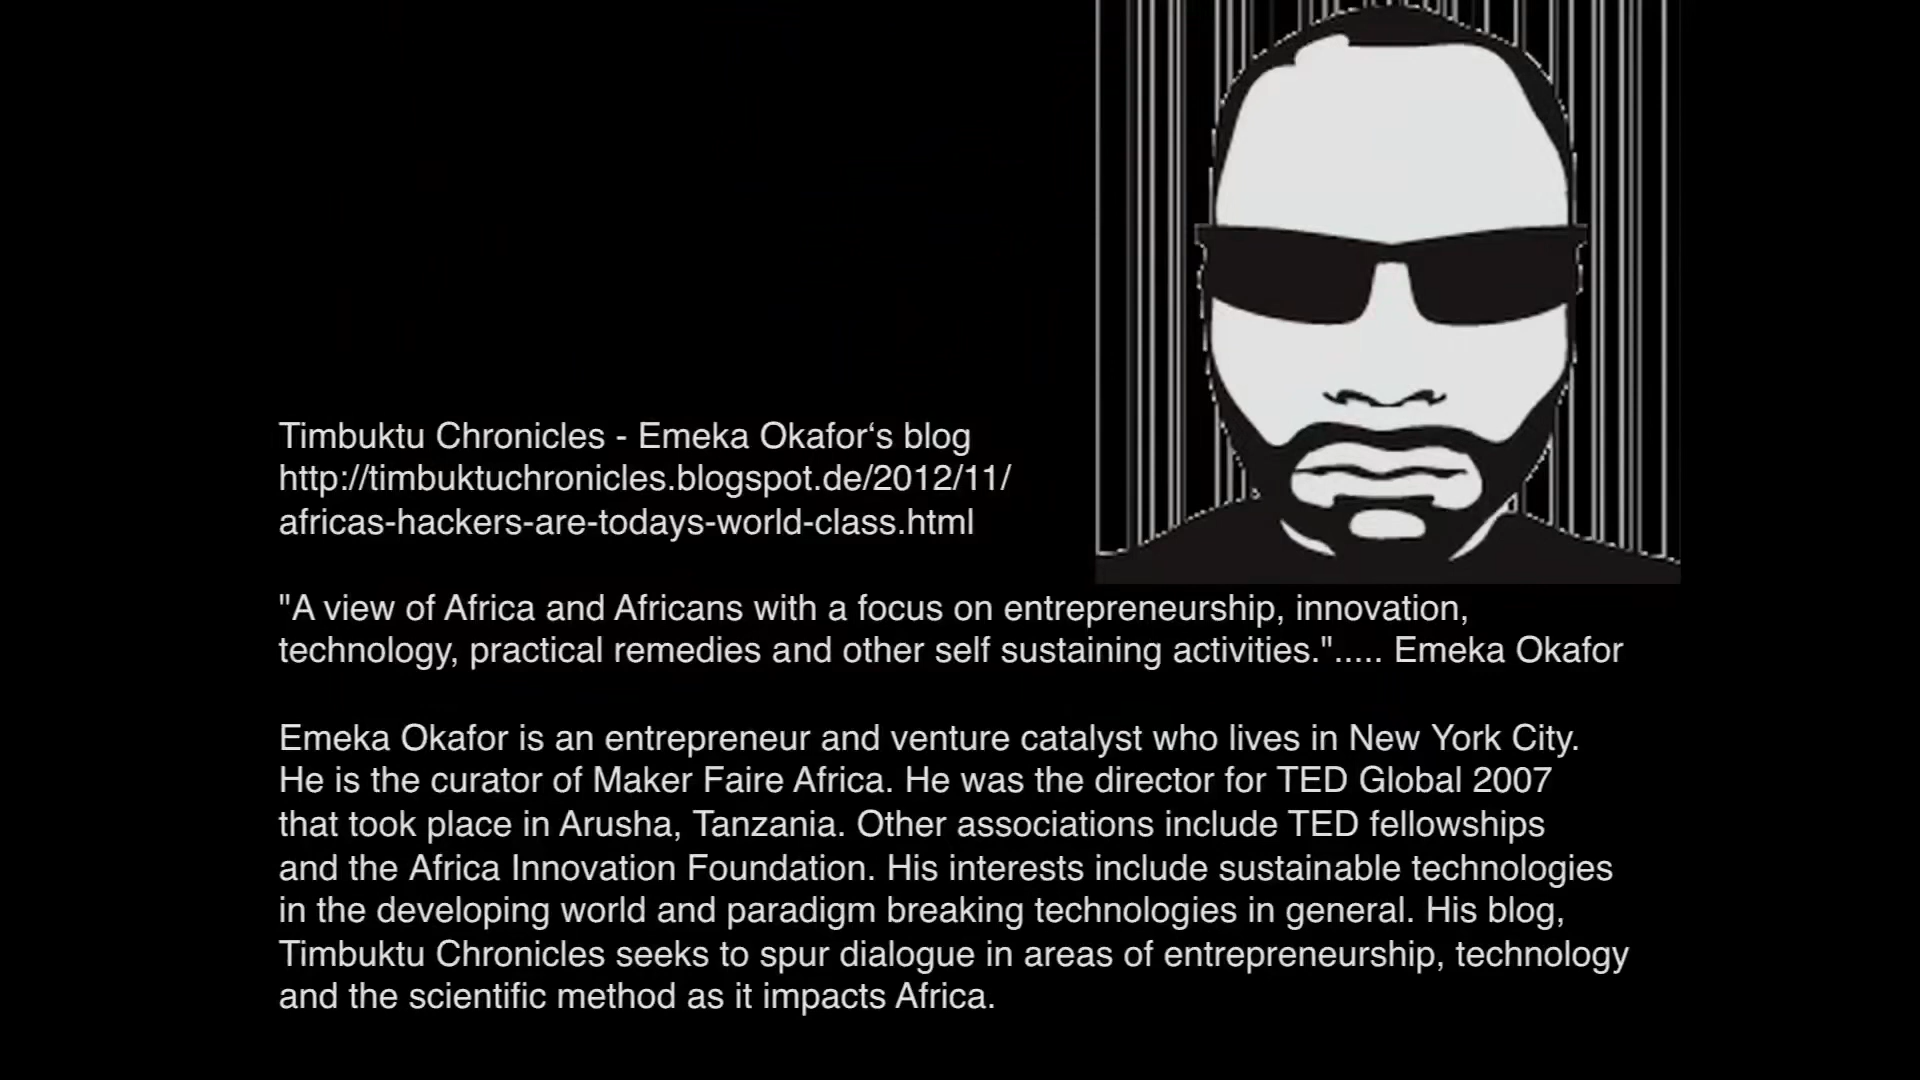 Timbuktu Chronicles - Emeka Okafor‘s blog
http://timbuktuchronicles.blogspot.de/2012/11/
africas-hackers-are-todays-world-class.html
"A view of Africa and Africans with a focus on entrepreneurship, innovation,
technology, practical remedies and other self sustaining activities."..... Emeka Okafor
Emeka Okafor is an entrepreneur and venture catalyst who lives in New York City.
He is the curator of Maker Faire Africa. He was the director for TED Global 2007
that took place in Arusha, Tanzania. Other associations include TED fellowships
and the Africa Innovation Foundation. His interests include sustainable technologies
in the developing world and paradigm breaking technologies in general. His blog,
Timbuktu Chronicles seeks to spur dialogue in areas of entrepreneurship, technology
and the scientific method as it impacts Africa.